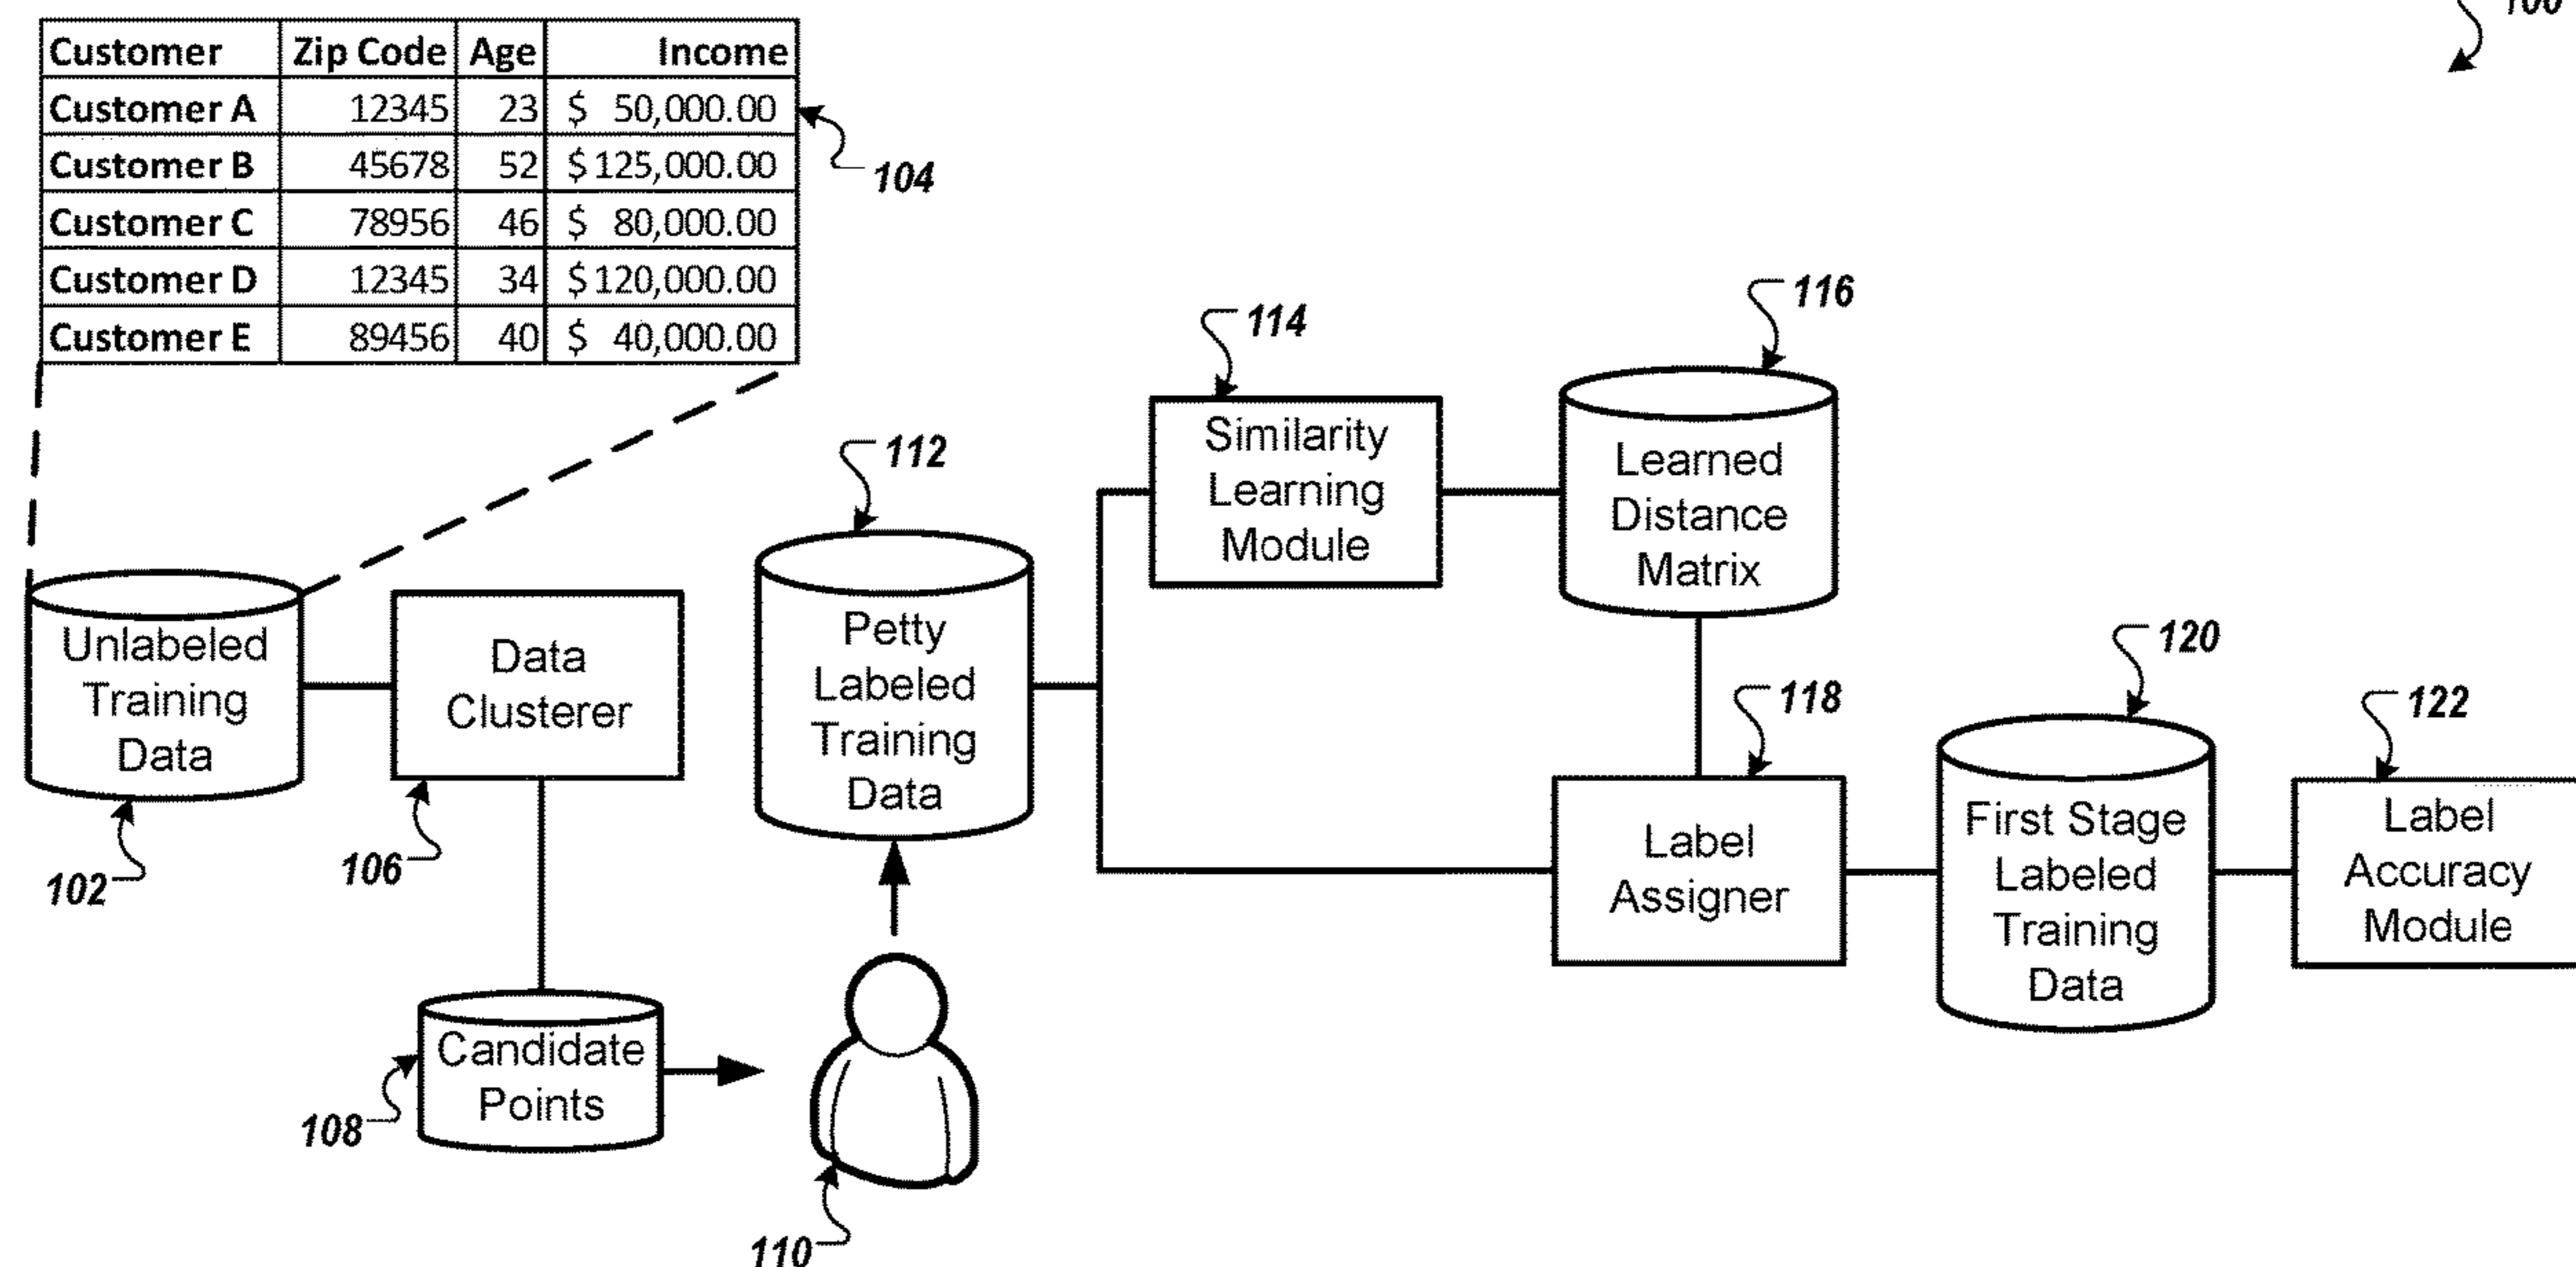 100
Customer Zip Code Age Income
Customer A 12345 23 $ 50,000.00
Customer B 45678 52 $ 125,000.00
Customer C 78956 46 $ 80,000.00
Customer D 12345 34 $ 120,000.00
Customer E 89456 40 $ 40,000.00
104
116
114
Similarity
Learning
Module
Learned
Distance
Matrix
112
Petty
Labeled
Training
Data
Unlabeled
Training
Data
102
Data
Clusterer
106
120
118
122
Label
Assigner
First Stage
Labeled
Training
Data
Label
Accuracy
Module
Candidate
Points
108
110